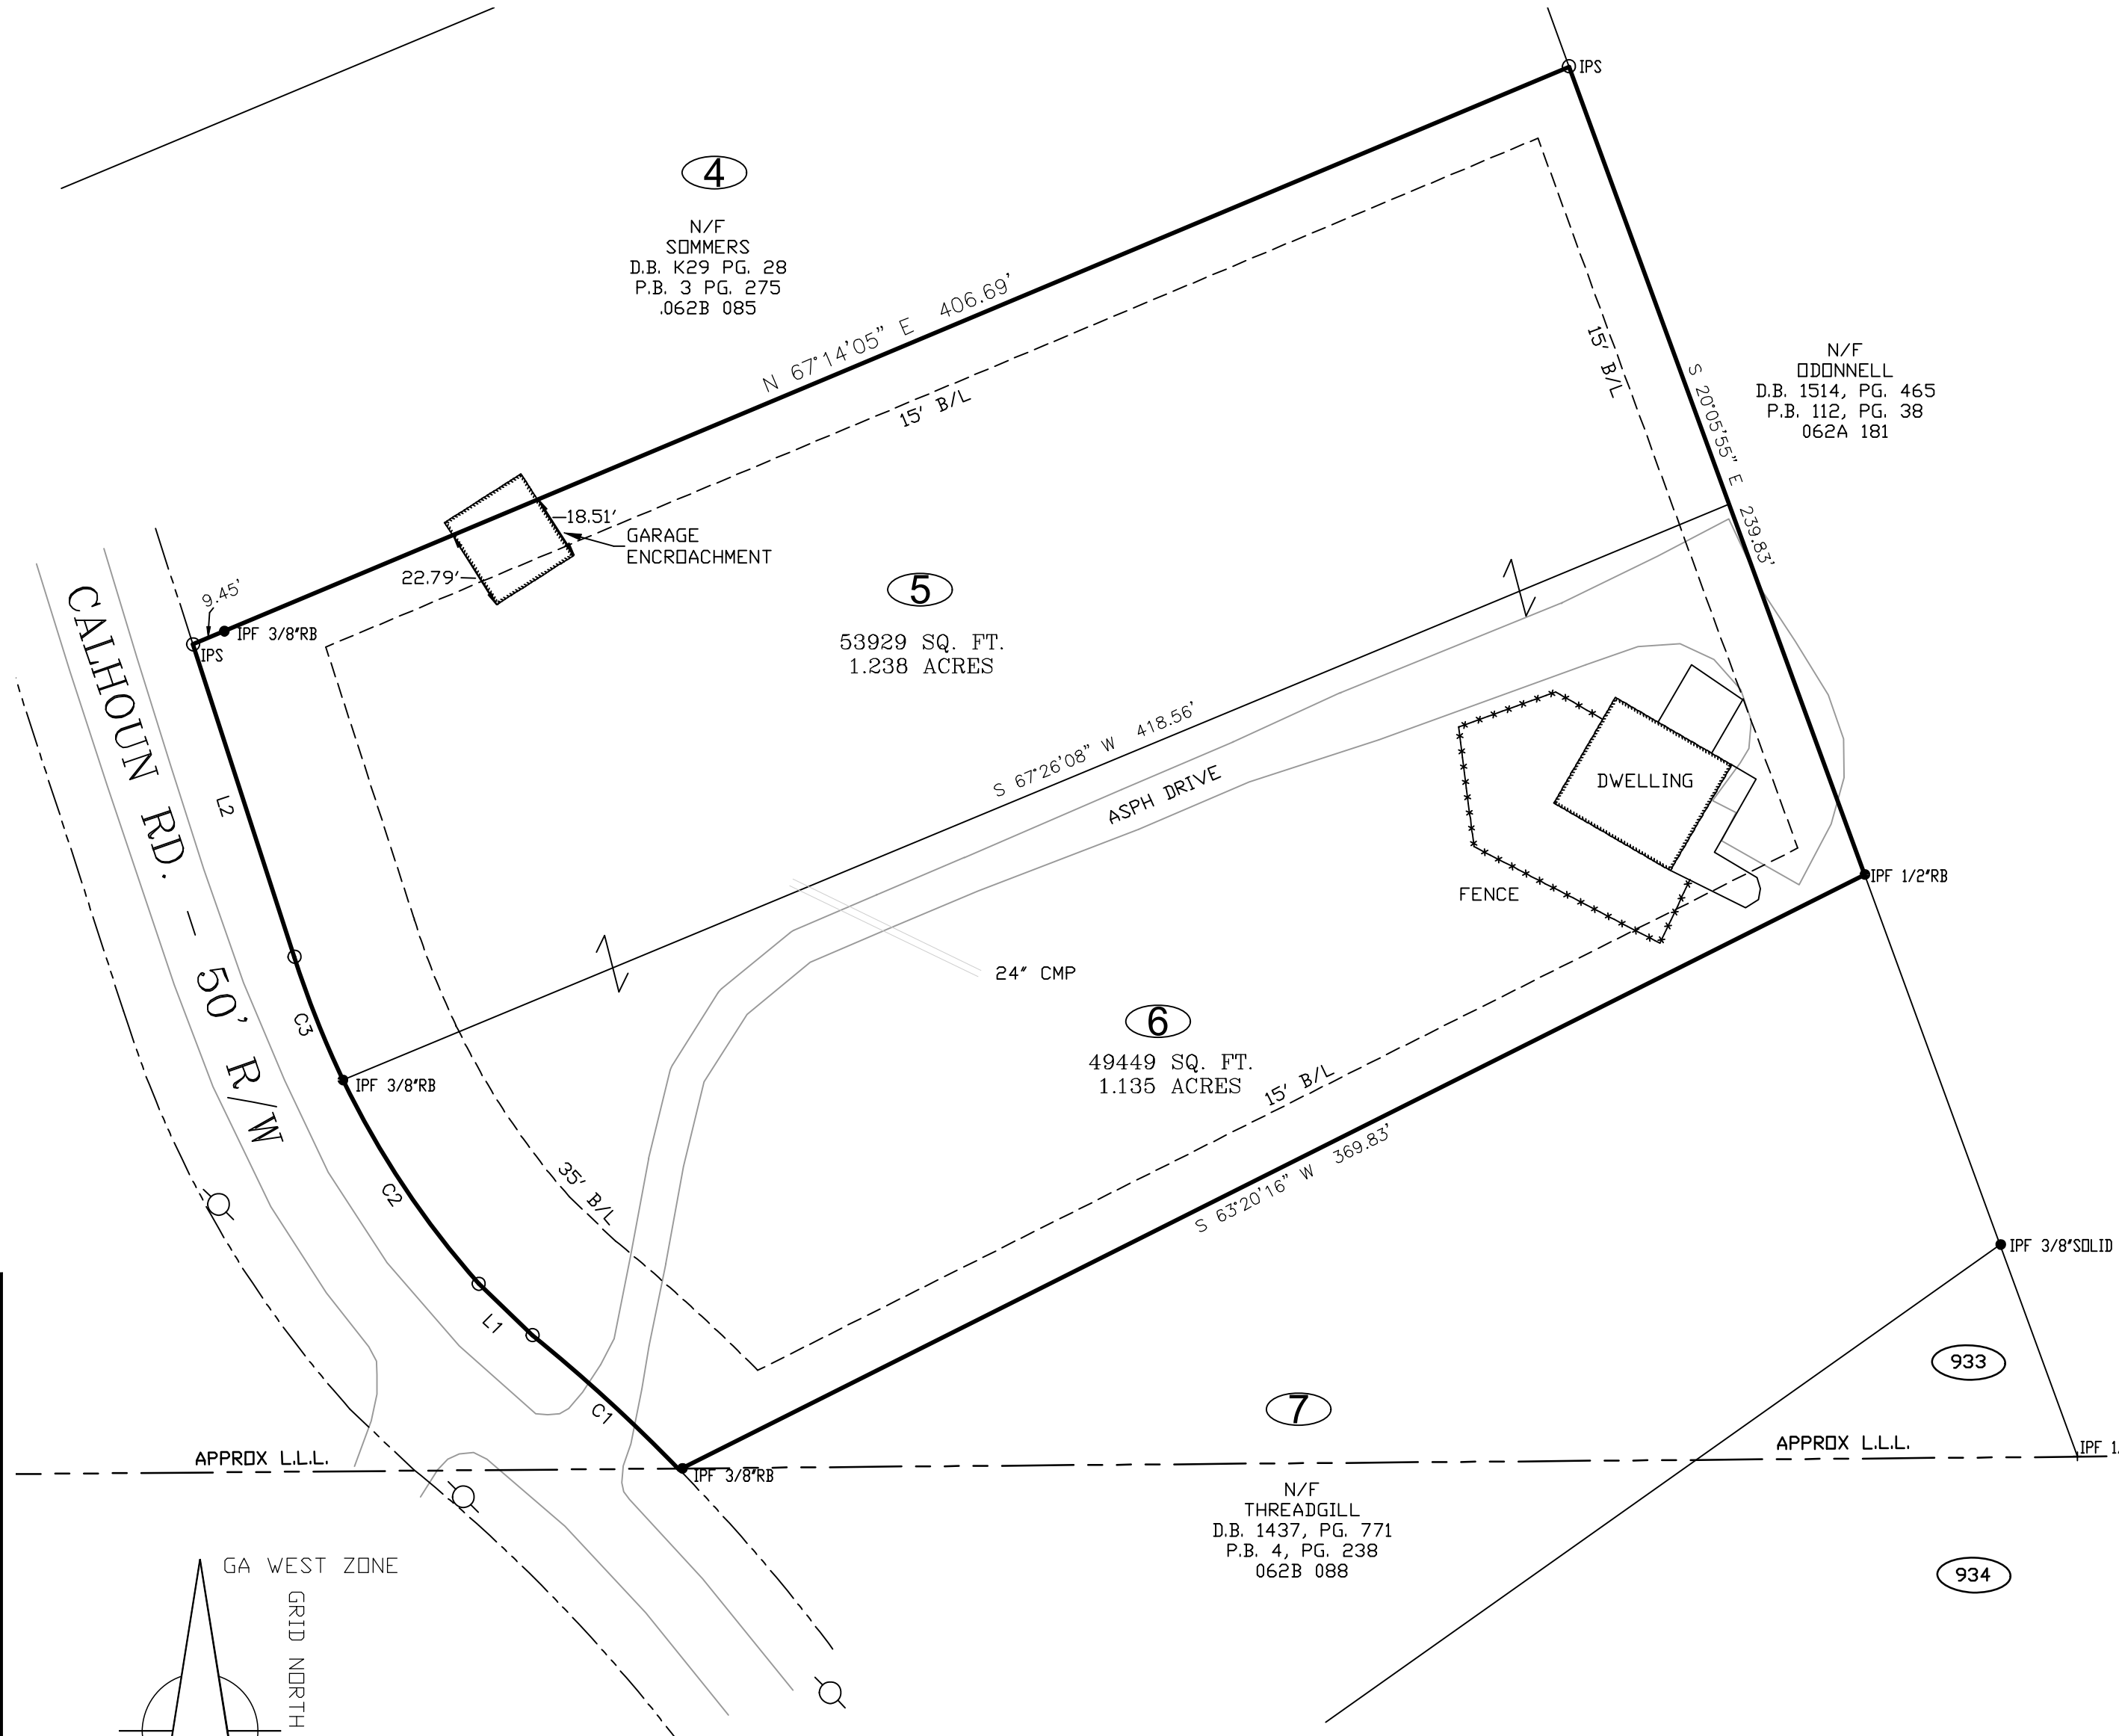 IPS
4
N/F
SOMMERS
D.B. K29 PG. 28
P.B. 3 PG. 275
.062B 085
N 67°14'05" E 406.69'
15' B/L
15' B/L
S 20°05'55" E 239.83'
N/F
ODONNELL
D.B. 1514, PG. 465
P.B. 112, PG. 38
062A 181
18.51'
GARAGE
ENCROACHMENT
22.79'
9.45'
IPF 3/8"RB
IPS
CALHOUN RD. - 50' R/W
5
53929 SQ. FT.
1.238 ACRES
L2
S 67°26'08" W 418.56'
ASPH DRIVE
DWELLING
FENCE
IPF 1/2"RB
24" CMP
C3
IPF 3/8"RB
6
49449 SQ. FT.
1.135 ACRES
15' B/L
S 63°20'16" W 369.83'
C2
35' B/L
L1
C1
IPF 3/8"SOLID
933
7
APPROX L.L.L.
APPROX L.L.L.
IPF 1
IPF 3/8"RB
N/F
THREADGILL
D.B. 1437, PG. 771
P.B. 4, PG. 238
062B 088
934
GA WEST ZONE
GRID NORTH